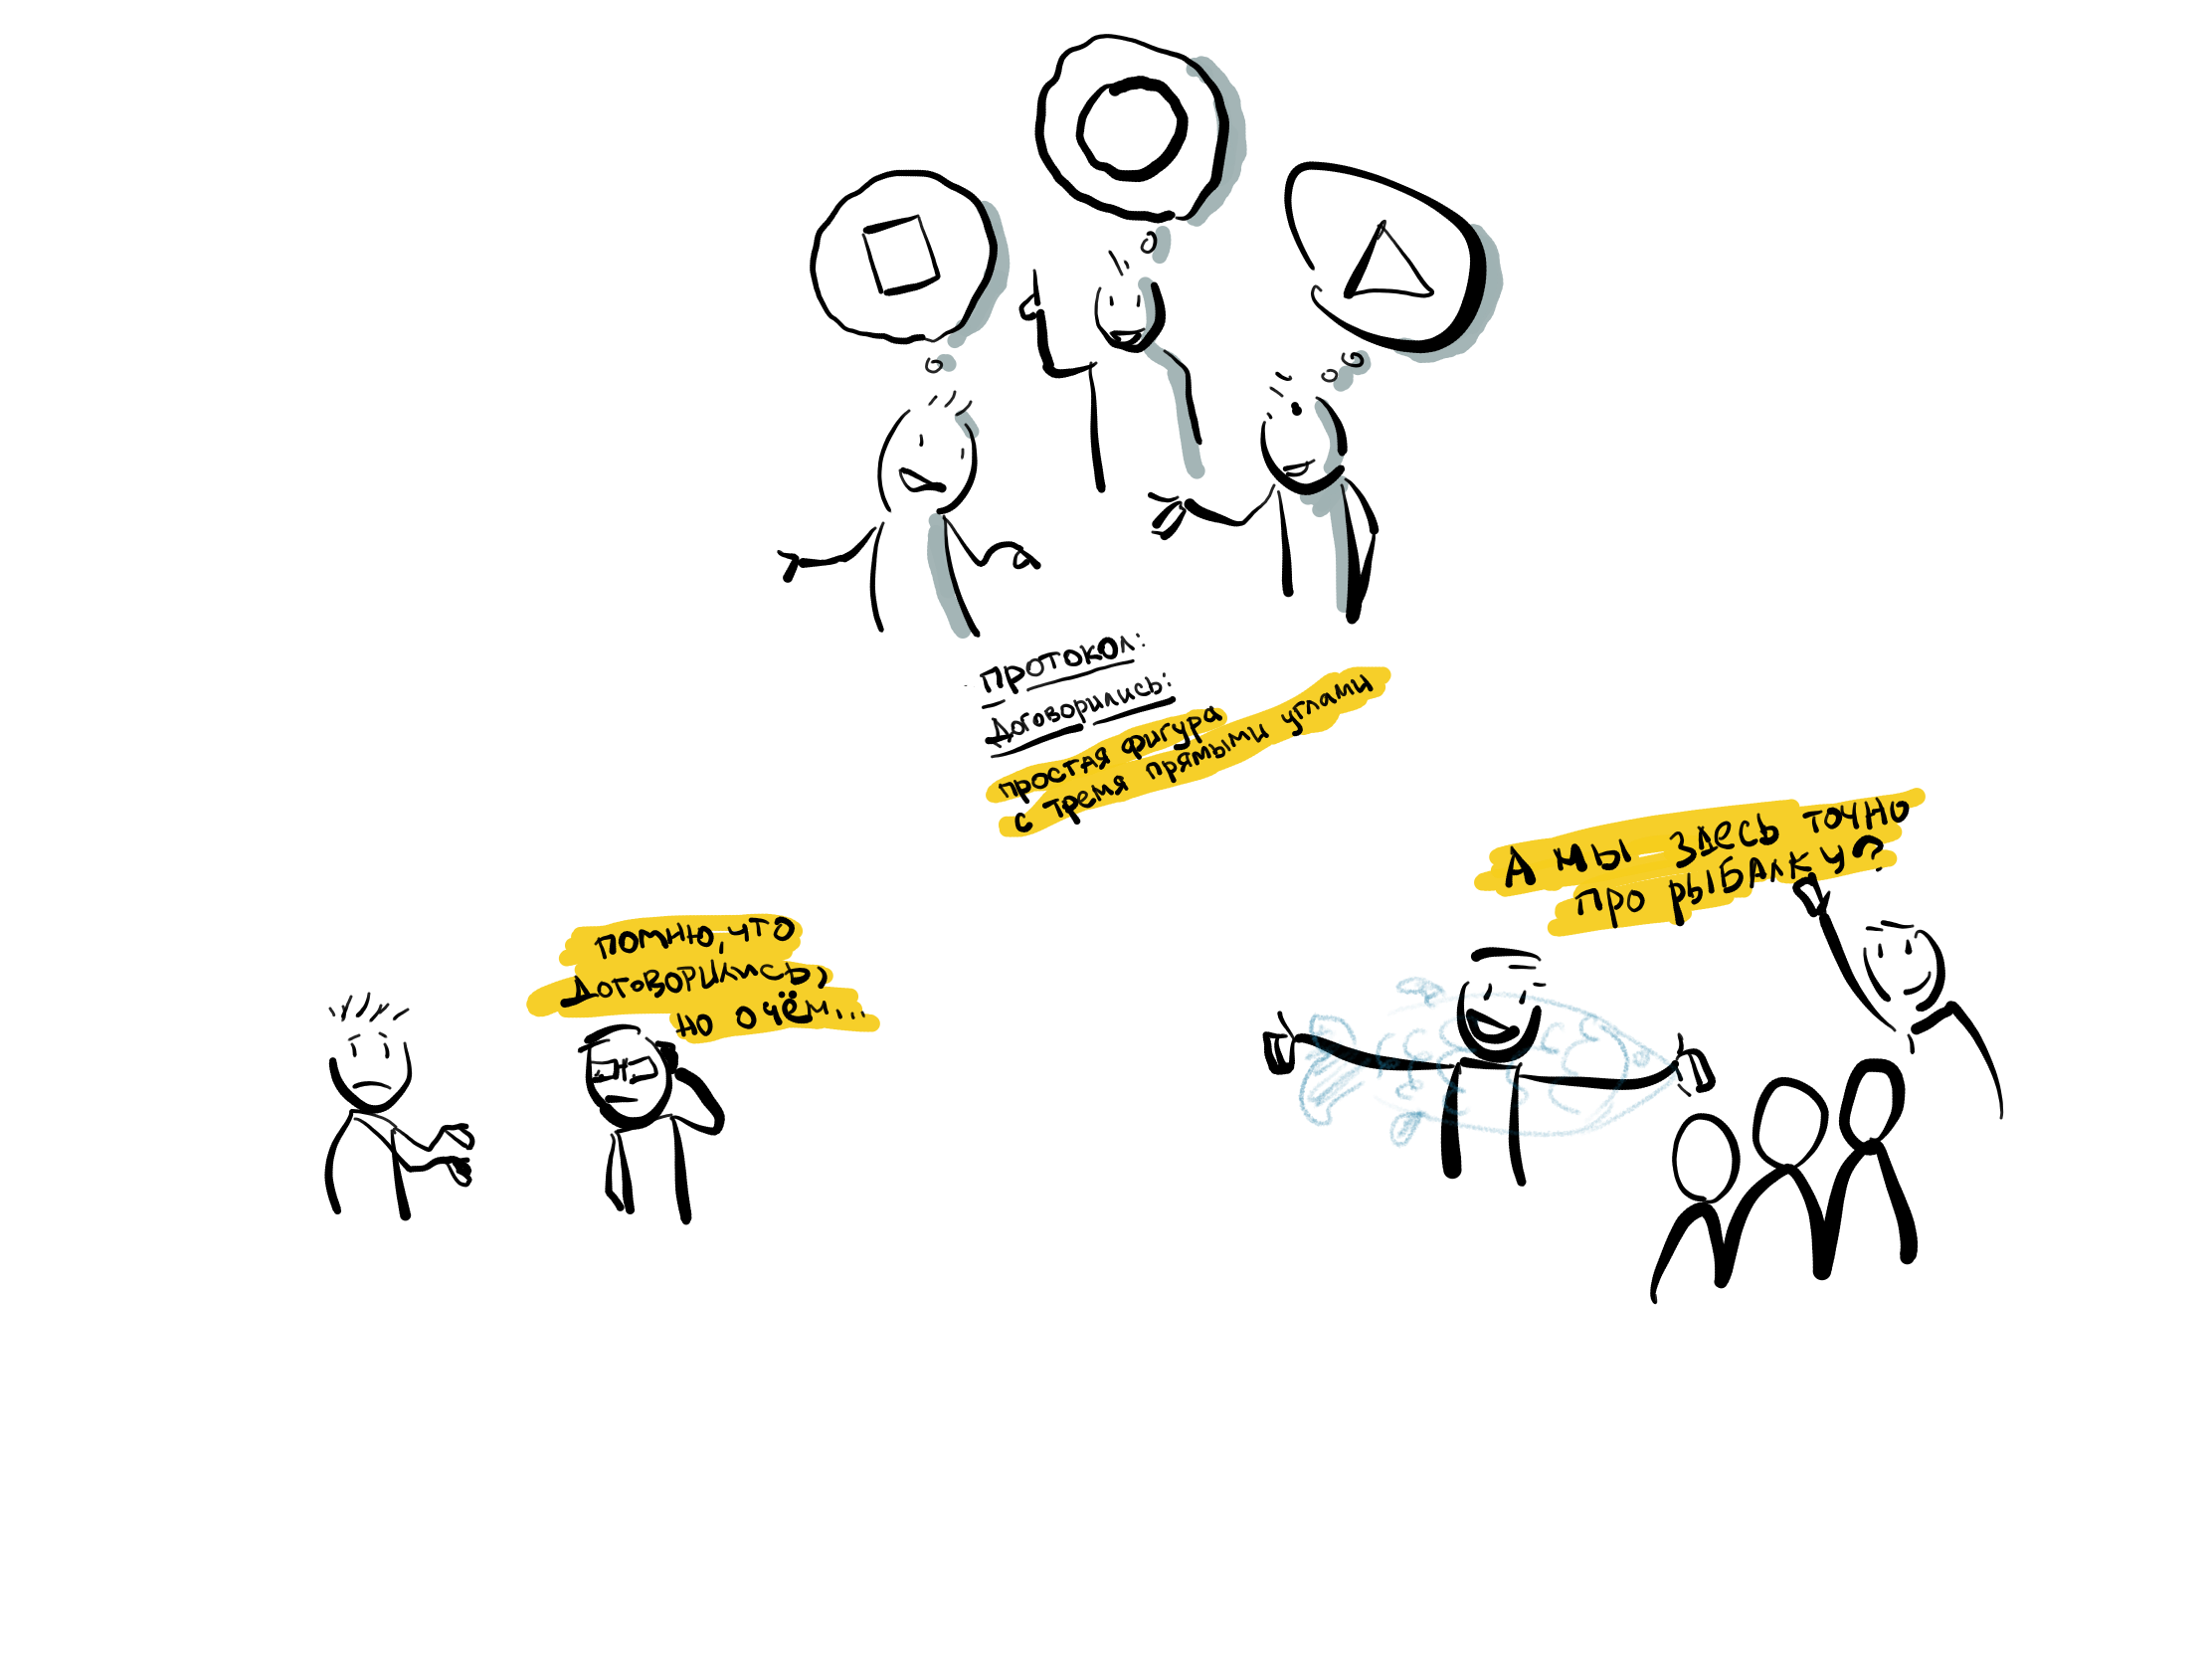 Протокол:
Договорились:
простая фигура
с тремя прямыми углами
А мы здесь точно
про рыбалку?
помню, что
договорились,
но о чём...